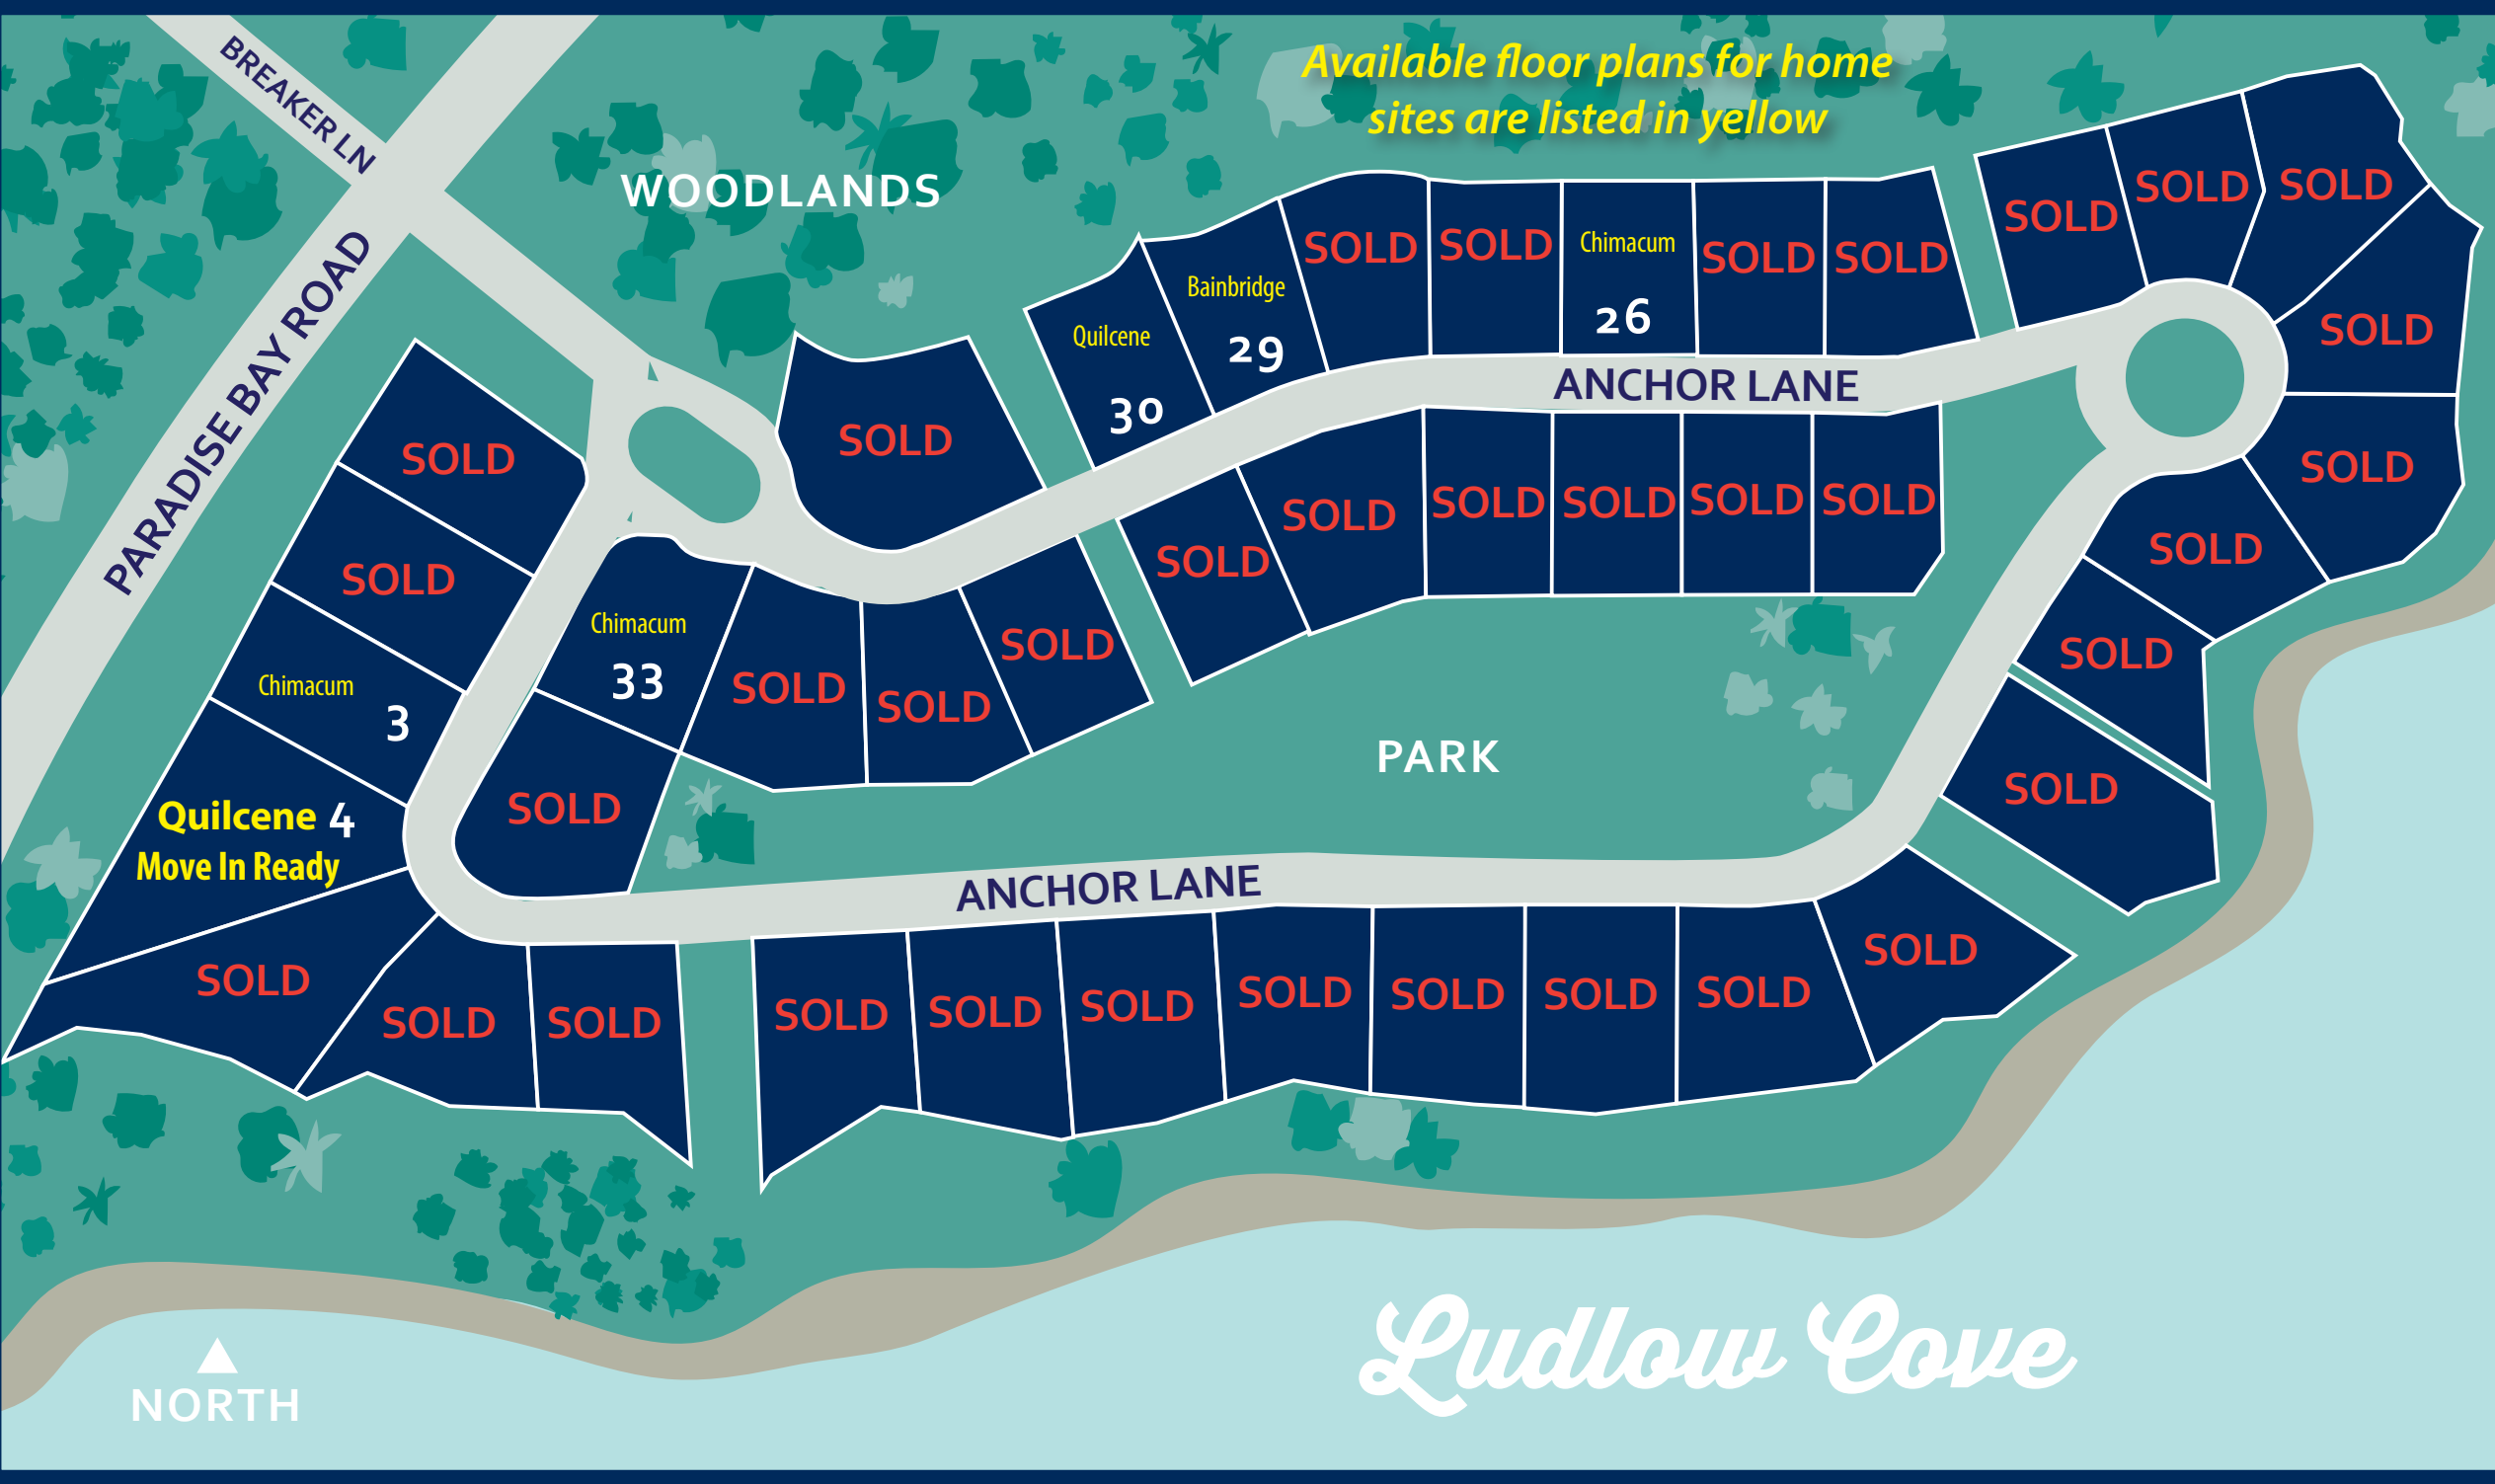 BREAKER LN
Available floor plans for home
sites are listed in yellow
WOODLANDS
PARADISE BAY ROAD
SOLD
SOLD
SOLD
SOLD
SOLD
SOLD
Chimacum
26
SOLD
SOLD
Bainbridge
29
Quilcene
30
SOLD
ANCHOR LANE
SOLD
SOLD
SOLD
SOLD
SOLD
SOLD
SOLD
SOLD
SOLD
SOLD
SOLD
SOLD
SOLD
Chimacum
33
SOLD
SOLD
SOLD
SOLD
Chimacum
3
PARK
SOLD
SOLD
Quilcene 4
Move In Ready
ANCHOR LANE
SOLD
SOLD
SOLD
SOLD
SOLD
SOLD
SOLD
SOLD
SOLD
SOLD
SOLD
Ludlow Cove
NORTH